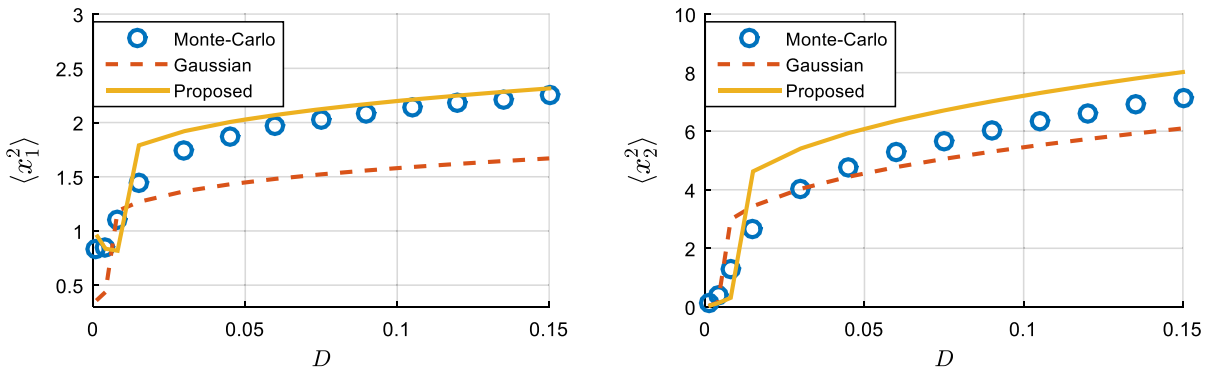 3
2.5
2
1.5
1
0.5
0
0.05
0.1
0.15
⟨x₁²⟩
D
Monte-Carlo
Gaussian
Proposed
10
8
6
4
2
0
0
0.05
0.1
0.15
⟨x₂²⟩
D
Monte-Carlo
Gaussian
Proposed